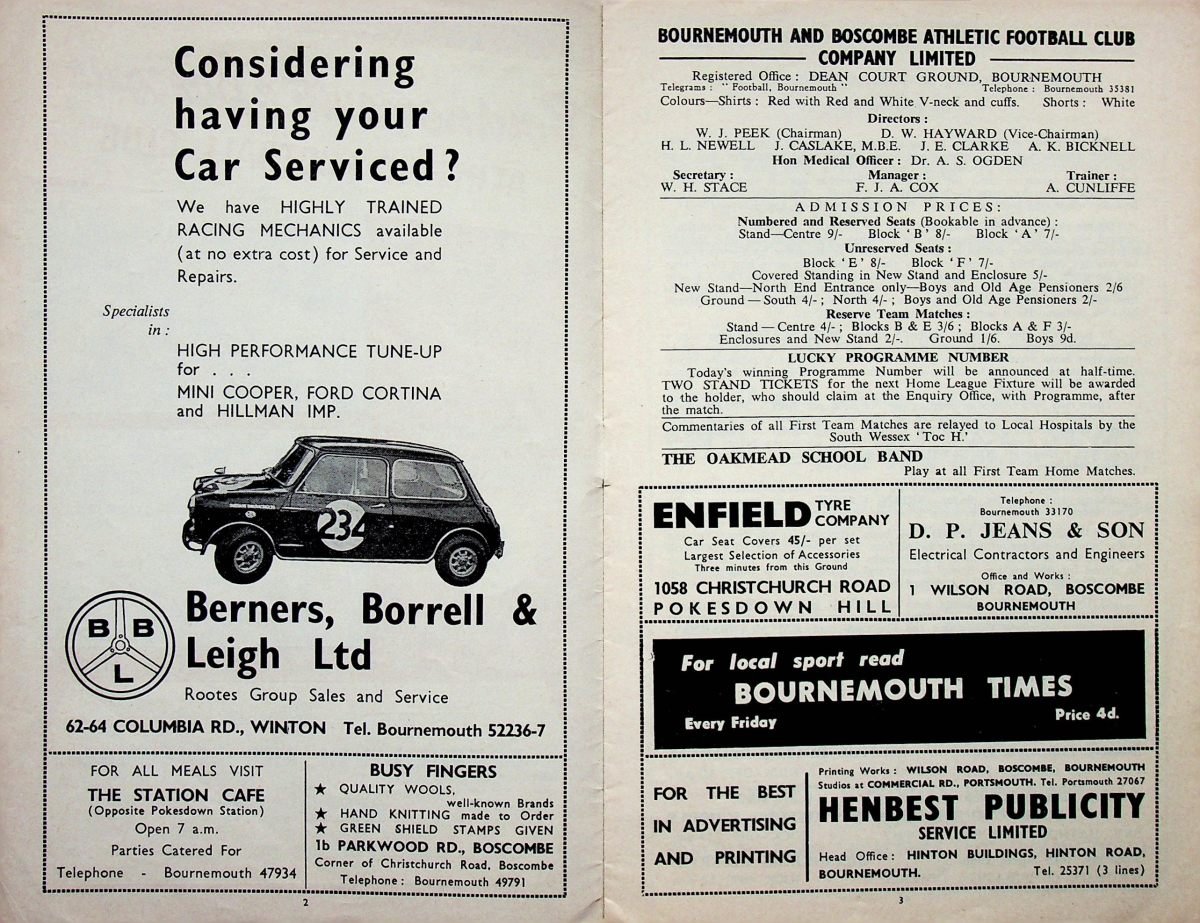 Considering
having your
Car Serviced?
We have HIGHLY TRAINED
RACING MECHANICS available
(at no extra cost) for Service and
Repairs.
Specialists
in :
HIGH PERFORMANCE TUNE-UP
for . . .
MINI COOPER, FORD CORTINA
and HILLMAN IMP.
234
B B
L
Berners, Borrell &
Leigh Ltd
Rootes Group Sales and Service
62-64 COLUMBIA RD., WINTON Tel. Bournemouth 52236-7
FOR ALL MEALS VISIT
THE STATION CAFE
(Opposite Pokesdown Station)
Open 7 a.m.
Parties Catered For
Telephone - Bournemouth 47934
BUSY FINGERS
★ QUALITY WOOLS,
well-known Brands
★ HAND KNITTING made to Order
★ GREEN SHIELD STAMPS GIVEN
1b PARKWOOD RD., BOSCOMBE
Corner of Christchurch Road, Boscombe
Telephone : Bournemouth 49791
2
BOURNEMOUTH AND BOSCOMBE ATHLETIC FOOTBALL CLUB
COMPANY LIMITED
Registered Office : DEAN COURT GROUND, BOURNEMOUTH
Telegrams : " Football, Bournemouth " Telephone : Bournemouth 35381
Colours—Shirts : Red with Red and White V-neck and cuffs. Shorts : White
Directors :
W. J. PEEK (Chairman) D. W. HAYWARD (Vice-Chairman)
H. L. NEWELL J. CASLAKE, M.B.E. J. E. CLARKE A. K. BICKNELL
Hon Medical Officer : Dr. A. S. OGDEN
Secretary : Manager : Trainer :
W. H. STACE F. J. A. COX A. CUNLIFFE
ADMISSION PRICES:
Numbered and Reserved Seats (Bookable in advance) :
Stand—Centre 9/- Block ' B ' 8/- Block ' A ' 7/-
Unreserved Seats :
Block ' E ' 8/- Block ' F ' 7/-
Covered Standing in New Stand and Enclosure 5/-
New Stand—North End Entrance only—Boys and Old Age Pensioners 2/6
Ground — South 4/- ; North 4/- ; Boys and Old Age Pensioners 2/-
Reserve Team Matches :
Stand — Centre 4/- ; Blocks B & E 3/6 ; Blocks A & F 3/-
Enclosures and New Stand 2/-. Ground 1/6. Boys 9d.
LUCKY PROGRAMME NUMBER
Today's winning Programme Number will be announced at half-time.
TWO STAND TICKETS for the next Home League Fixture will be awarded
to the holder, who should claim at the Enquiry Office, with Programme, after
the match.
Commentaries of all First Team Matches are relayed to Local Hospitals by the
South Wessex ' Toc H.'
THE OAKMEAD SCHOOL BAND
Play at all First Team Home Matches.
ENFIELD TYRE COMPANY
Car Seat Covers 45/- per set
Largest Selection of Accessories
Three minutes from this Ground
1058 CHRISTCHURCH ROAD
POKESDOWN HILL
Telephone :
Bournemouth 33170
D. P. JEANS & SON
Electrical Contractors and Engineers
Office and Works :
1 WILSON ROAD, BOSCOMBE
BOURNEMOUTH
For local sport read
BOURNEMOUTH TIMES
Every Friday Price 4d.
FOR THE BEST
IN ADVERTISING
AND PRINTING
Printing Works : WILSON ROAD, BOSCOMBE, BOURNEMOUTH
Studios at COMMERCIAL RD., PORTSMOUTH. Tel. Portsmouth 27067
HENBEST PUBLICITY
SERVICE LIMITED
Head Office : HINTON BUILDINGS, HINTON ROAD,
BOURNEMOUTH. Tel. 25371 (3 lines)
3